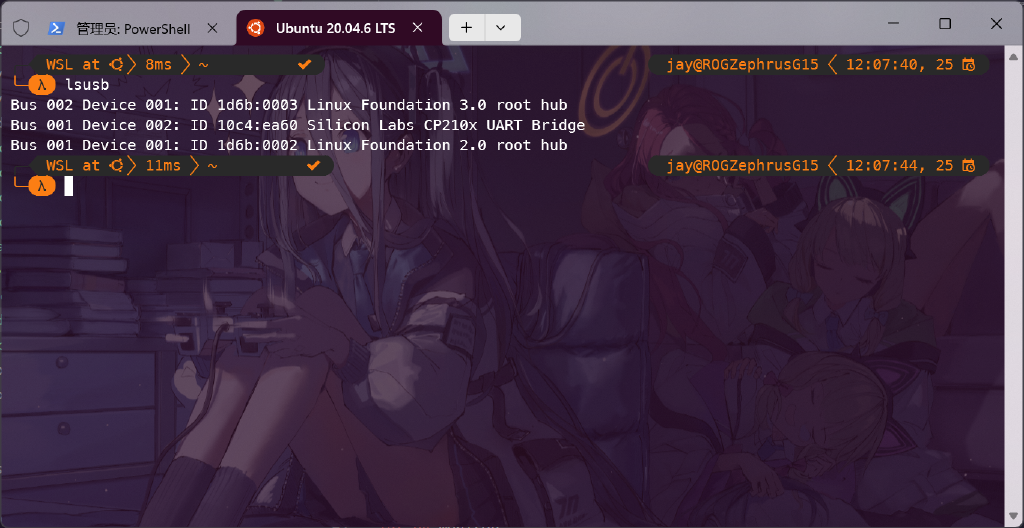 管理员: PowerShell
Ubuntu 20.04.6 LTS
WSL at 8ms ~ jay@ROGZephrusG15 12:07:40, 25
λ lsusb
Bus 002 Device 001: ID 1d6b:0003 Linux Foundation 3.0 root hub
Bus 001 Device 002: ID 10c4:ea60 Silicon Labs CP210x UART Bridge
Bus 001 Device 001: ID 1d6b:0002 Linux Foundation 2.0 root hub
WSL at 11ms ~ jay@ROGZephrusG15 12:07:44, 25
λ